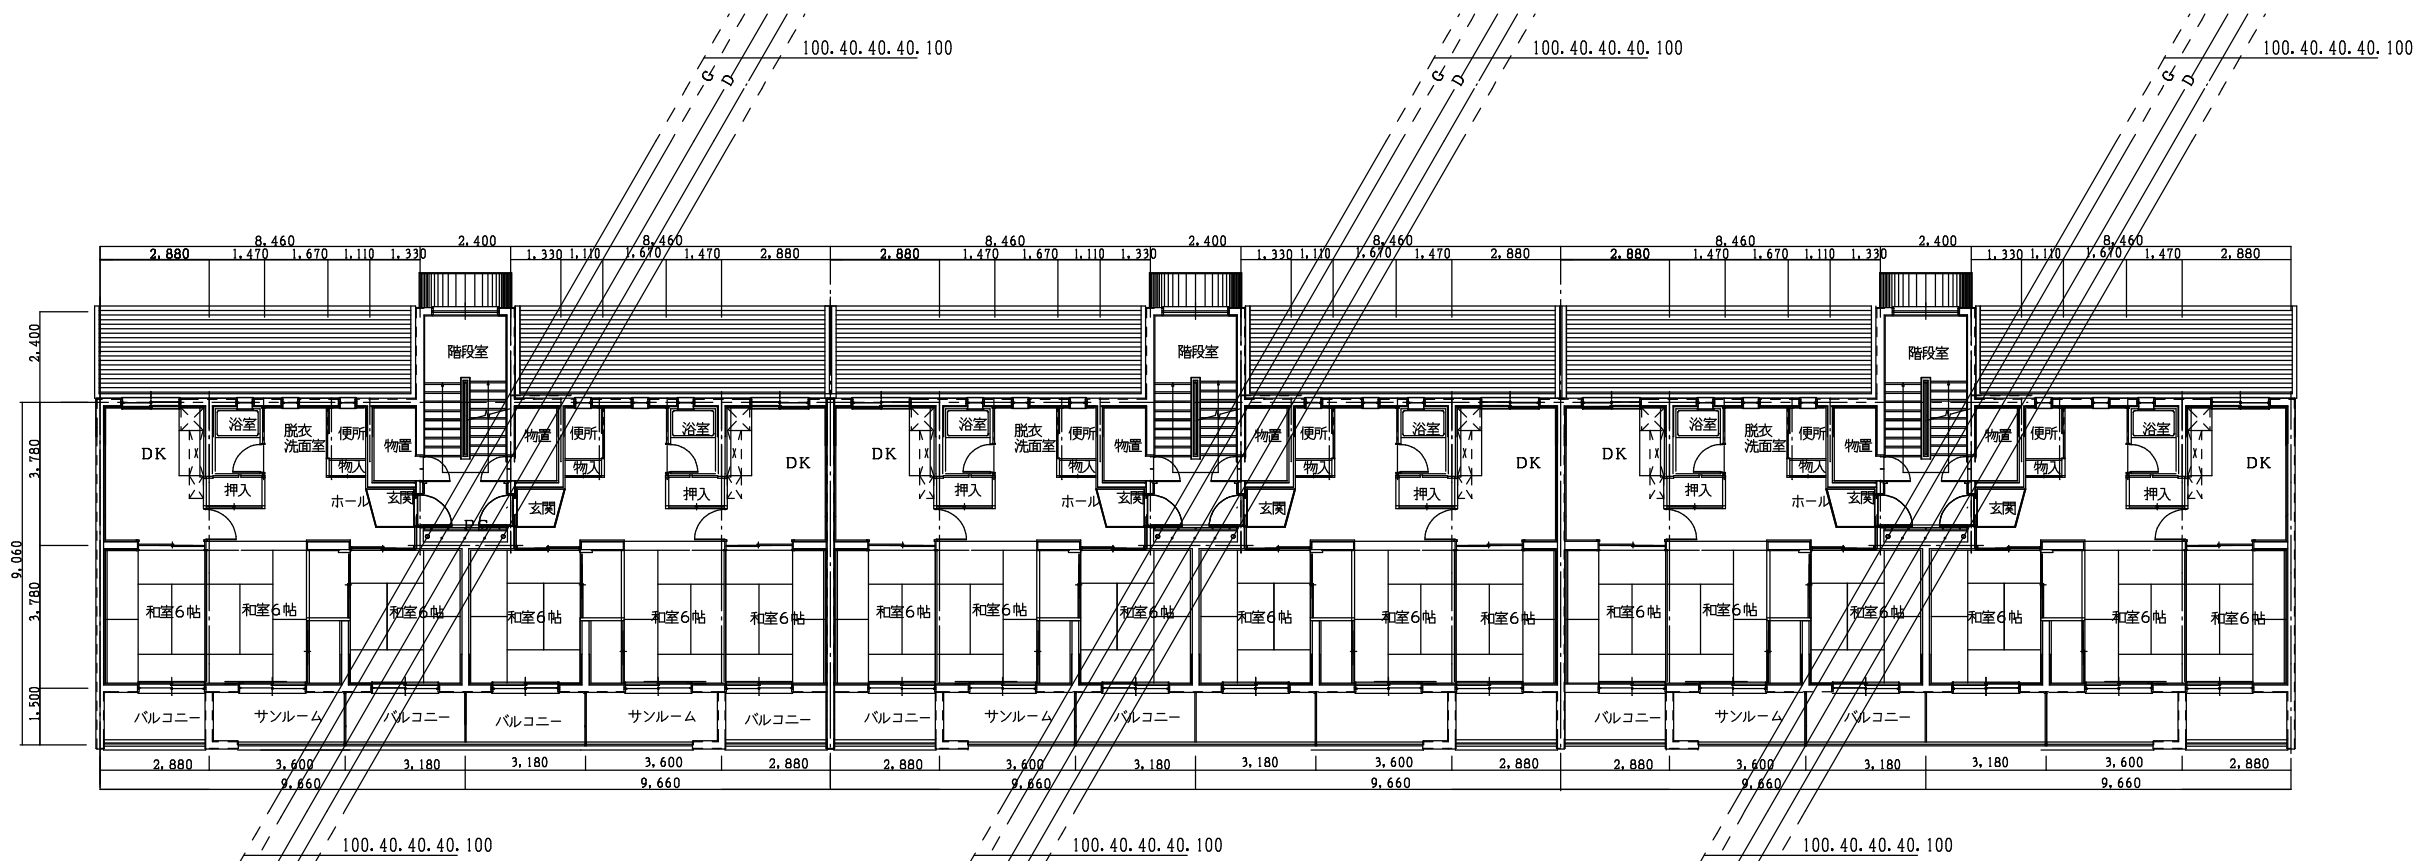 100.40.40.40.100 100.40.40.40.100 100.40.40.40.100
G G G
D D D
8,460 2,400 8,460 8,460 2,400 8,460 8,460 2,400 8,460
2,880 1,470 1,670 1,110 1,330 1,330 1,110 1,670 1,470 2,880 2,880 1,470 1,670 1,110 1,330 1,330 1,110 1,670 1,470 2,880 2,880 1,470 1,670 1,110 1,330 1,330 1,110 1,670 1,470 2,880
2,400
階段室 階段室 階段室
3,780
DK 浴室 脱衣 洗面室 便所 物置 物置 便所 浴室 DK
DK 浴室 脱衣 洗面室 便所 物置 物置 便所 浴室 DK
DK 浴室 脱衣 洗面室 便所 物置 物置 便所 浴室 DK
物入 物入 物入 物入 物入 物入
押入 押入 押入 押入 押入 押入
ホール 玄関 玄関 ホール 玄関 玄関 ホール 玄関 玄関
PS
9,060
3,780
和室6帖 和室6帖 和室6帖 和室6帖 和室6帖 和室6帖
和室6帖 和室6帖 和室6帖 和室6帖 和室6帖 和室6帖
和室6帖 和室6帖 和室6帖 和室6帖 和室6帖 和室6帖
1,500
バルコニー サンルーム バルコニー バルコニー サンルーム バルコニー バルコニー サンルーム バルコニー バルコニー サンルーム バルコニー
2,880 3,600 3,180 3,180 3,600 2,880 2,880 3,600 3,180 3,180 3,600 2,880 2,880 3,600 3,180 3,180 3,600 2,880
9,660 9,660 9,660 9,660 9,660 9,660
100.40.40.40.100 100.40.40.40.100 100.40.40.40.100